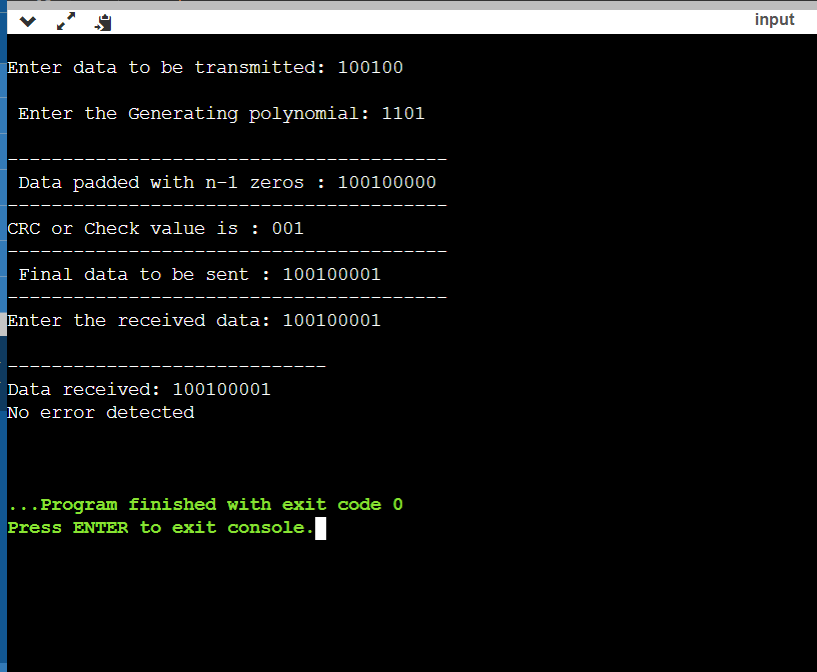 input
Enter data to be transmitted: 100100
Enter the Generating polynomial: 1101
----------------------------------------
Data padded with n-1 zeros : 100100000
----------------------------------------
CRC or Check value is : 001
----------------------------------------
Final data to be sent : 100100001
----------------------------------------
Enter the received data: 100100001
-----------------------------
Data received: 100100001
No error detected
...Program finished with exit code 0
Press ENTER to exit console.